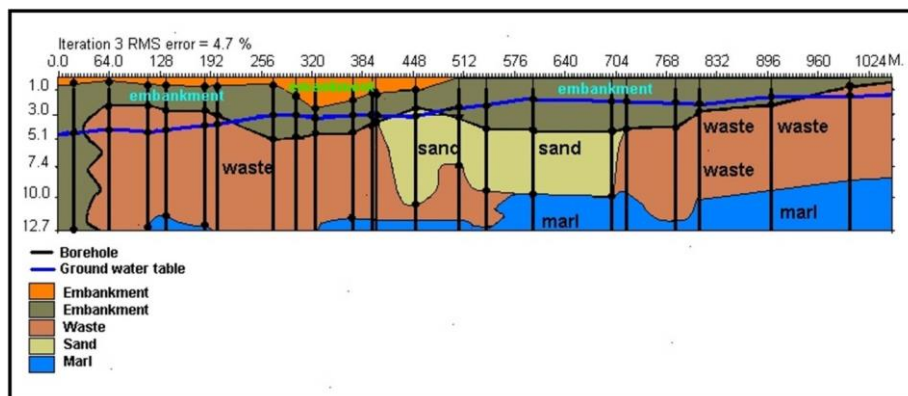 Iteration 3 RMS error = 4.7 %
0.0 64.0 128 192 256 320 384 448 512 576 640 704 768 832 896 960 1024 M.
1.0
3.0
5.1
7.4
10.0
12.7
embankment
embankment
embankment
waste
waste
waste
sand
sand
waste
marl
marl
Borehole
Ground water table
Embankment
Embankment
Waste
Sand
Marl